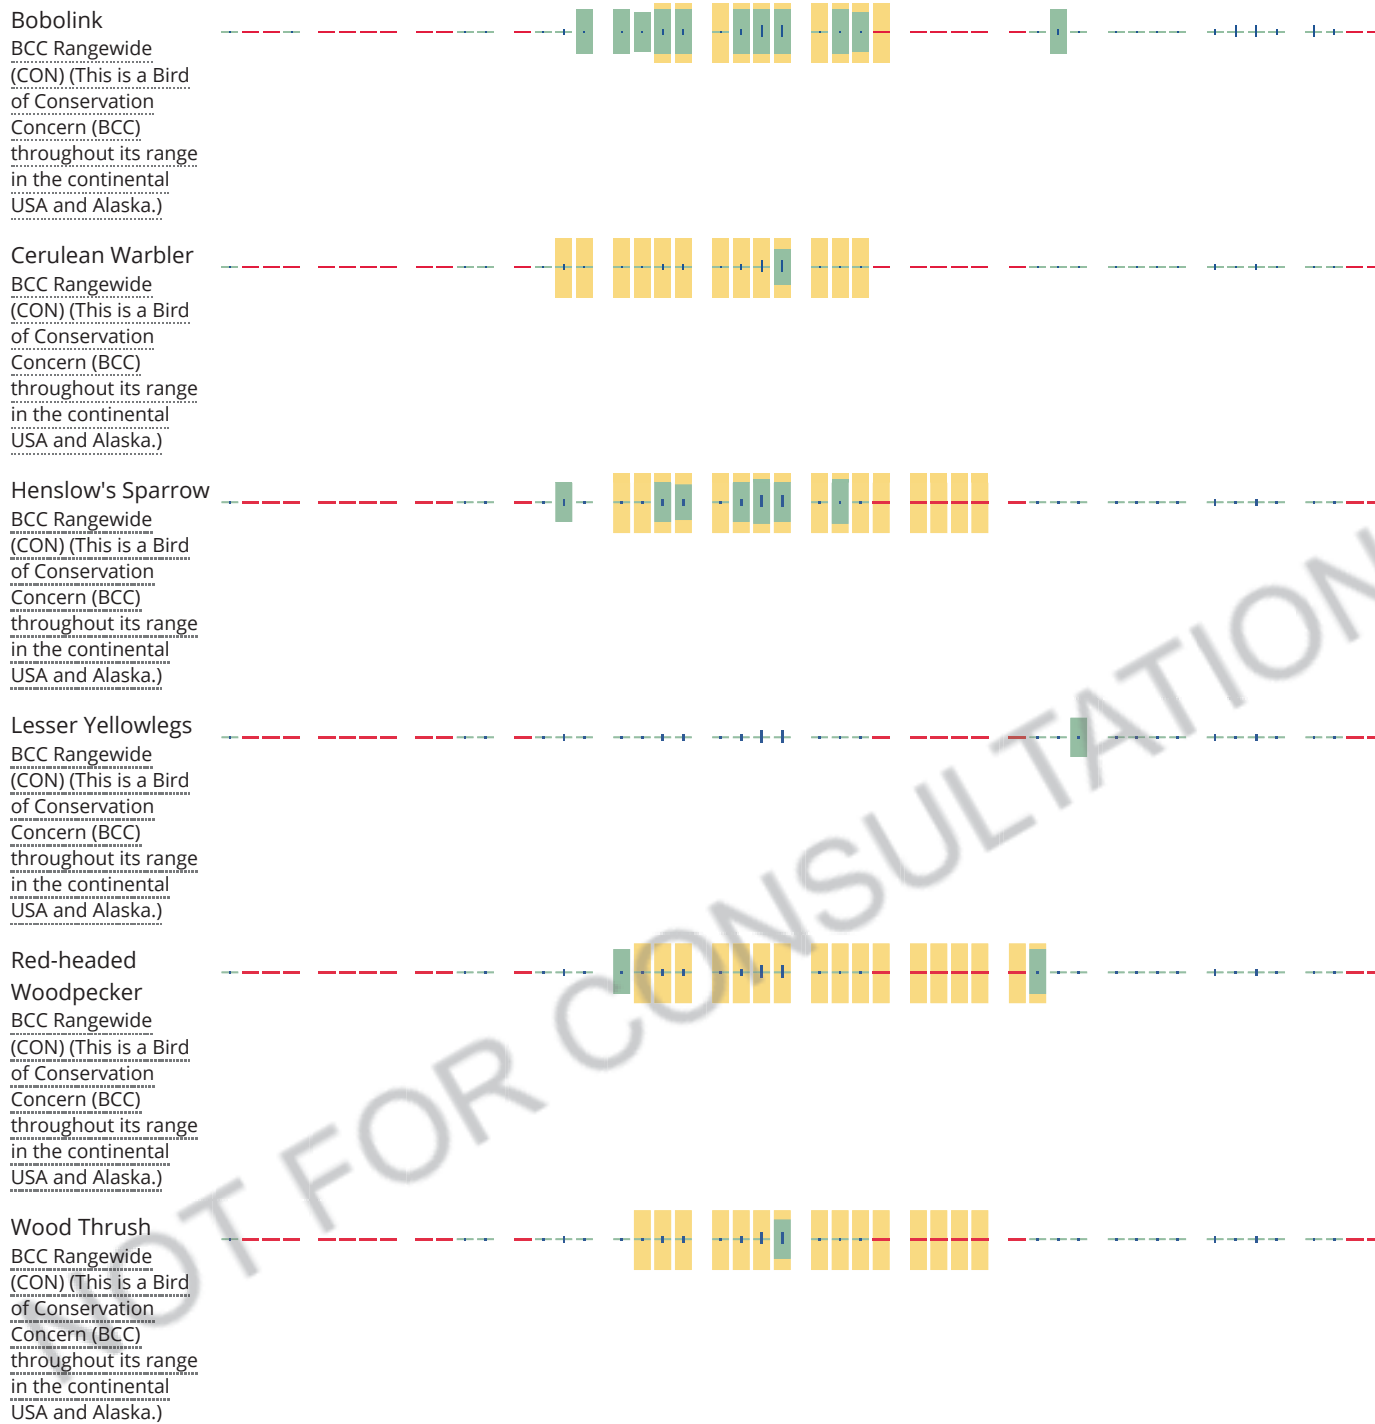 Bobolink
BCC Rangewide
(CON) (This is a Bird
of Conservation
Concern (BCC)
throughout its range
in the continental
USA and Alaska.)
Cerulean Warbler
BCC Rangewide
(CON) (This is a Bird
of Conservation
Concern (BCC)
throughout its range
in the continental
USA and Alaska.)
Henslow's Sparrow
BCC Rangewide
(CON) (This is a Bird
of Conservation
Concern (BCC)
throughout its range
in the continental
USA and Alaska.)
Lesser Yellowlegs
BCC Rangewide
(CON) (This is a Bird
of Conservation
Concern (BCC)
throughout its range
in the continental
USA and Alaska.)
Red-headed
Woodpecker
BCC Rangewide
(CON) (This is a Bird
of Conservation
Concern (BCC)
throughout its range
in the continental
USA and Alaska.)
Wood Thrush
BCC Rangewide
(CON) (This is a Bird
of Conservation
Concern (BCC)
throughout its range
in the continental
USA and Alaska.)
NOT FOR CONSULTATION